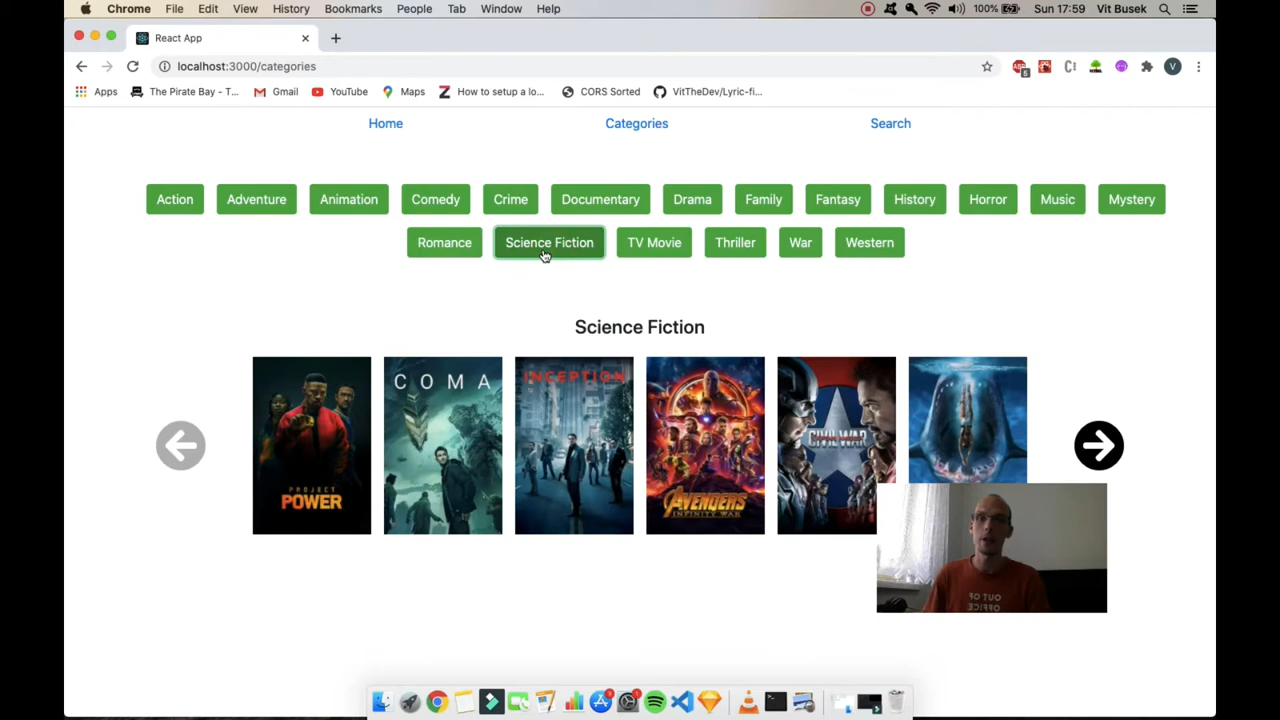 Chrome File Edit View History Bookmarks People Tab Window Help 100% Sun 17:59 Vit Busek
React App
localhost:3000/categories
Apps The Pirate Bay - T... Gmail YouTube Maps How to setup a lo... CORS Sorted VitTheDev/Lyric-fi...
Home Categories Search
Action Adventure Animation Comedy Crime Documentary Drama Family Fantasy History Horror Music Mystery
Romance Science Fiction TV Movie Thriller War Western
Science Fiction
PROJECT
POWER
COMA
INCEPTION
AVENGERS
INFINITY WAR
CIVIL WAR
OUT OF
OFFICE